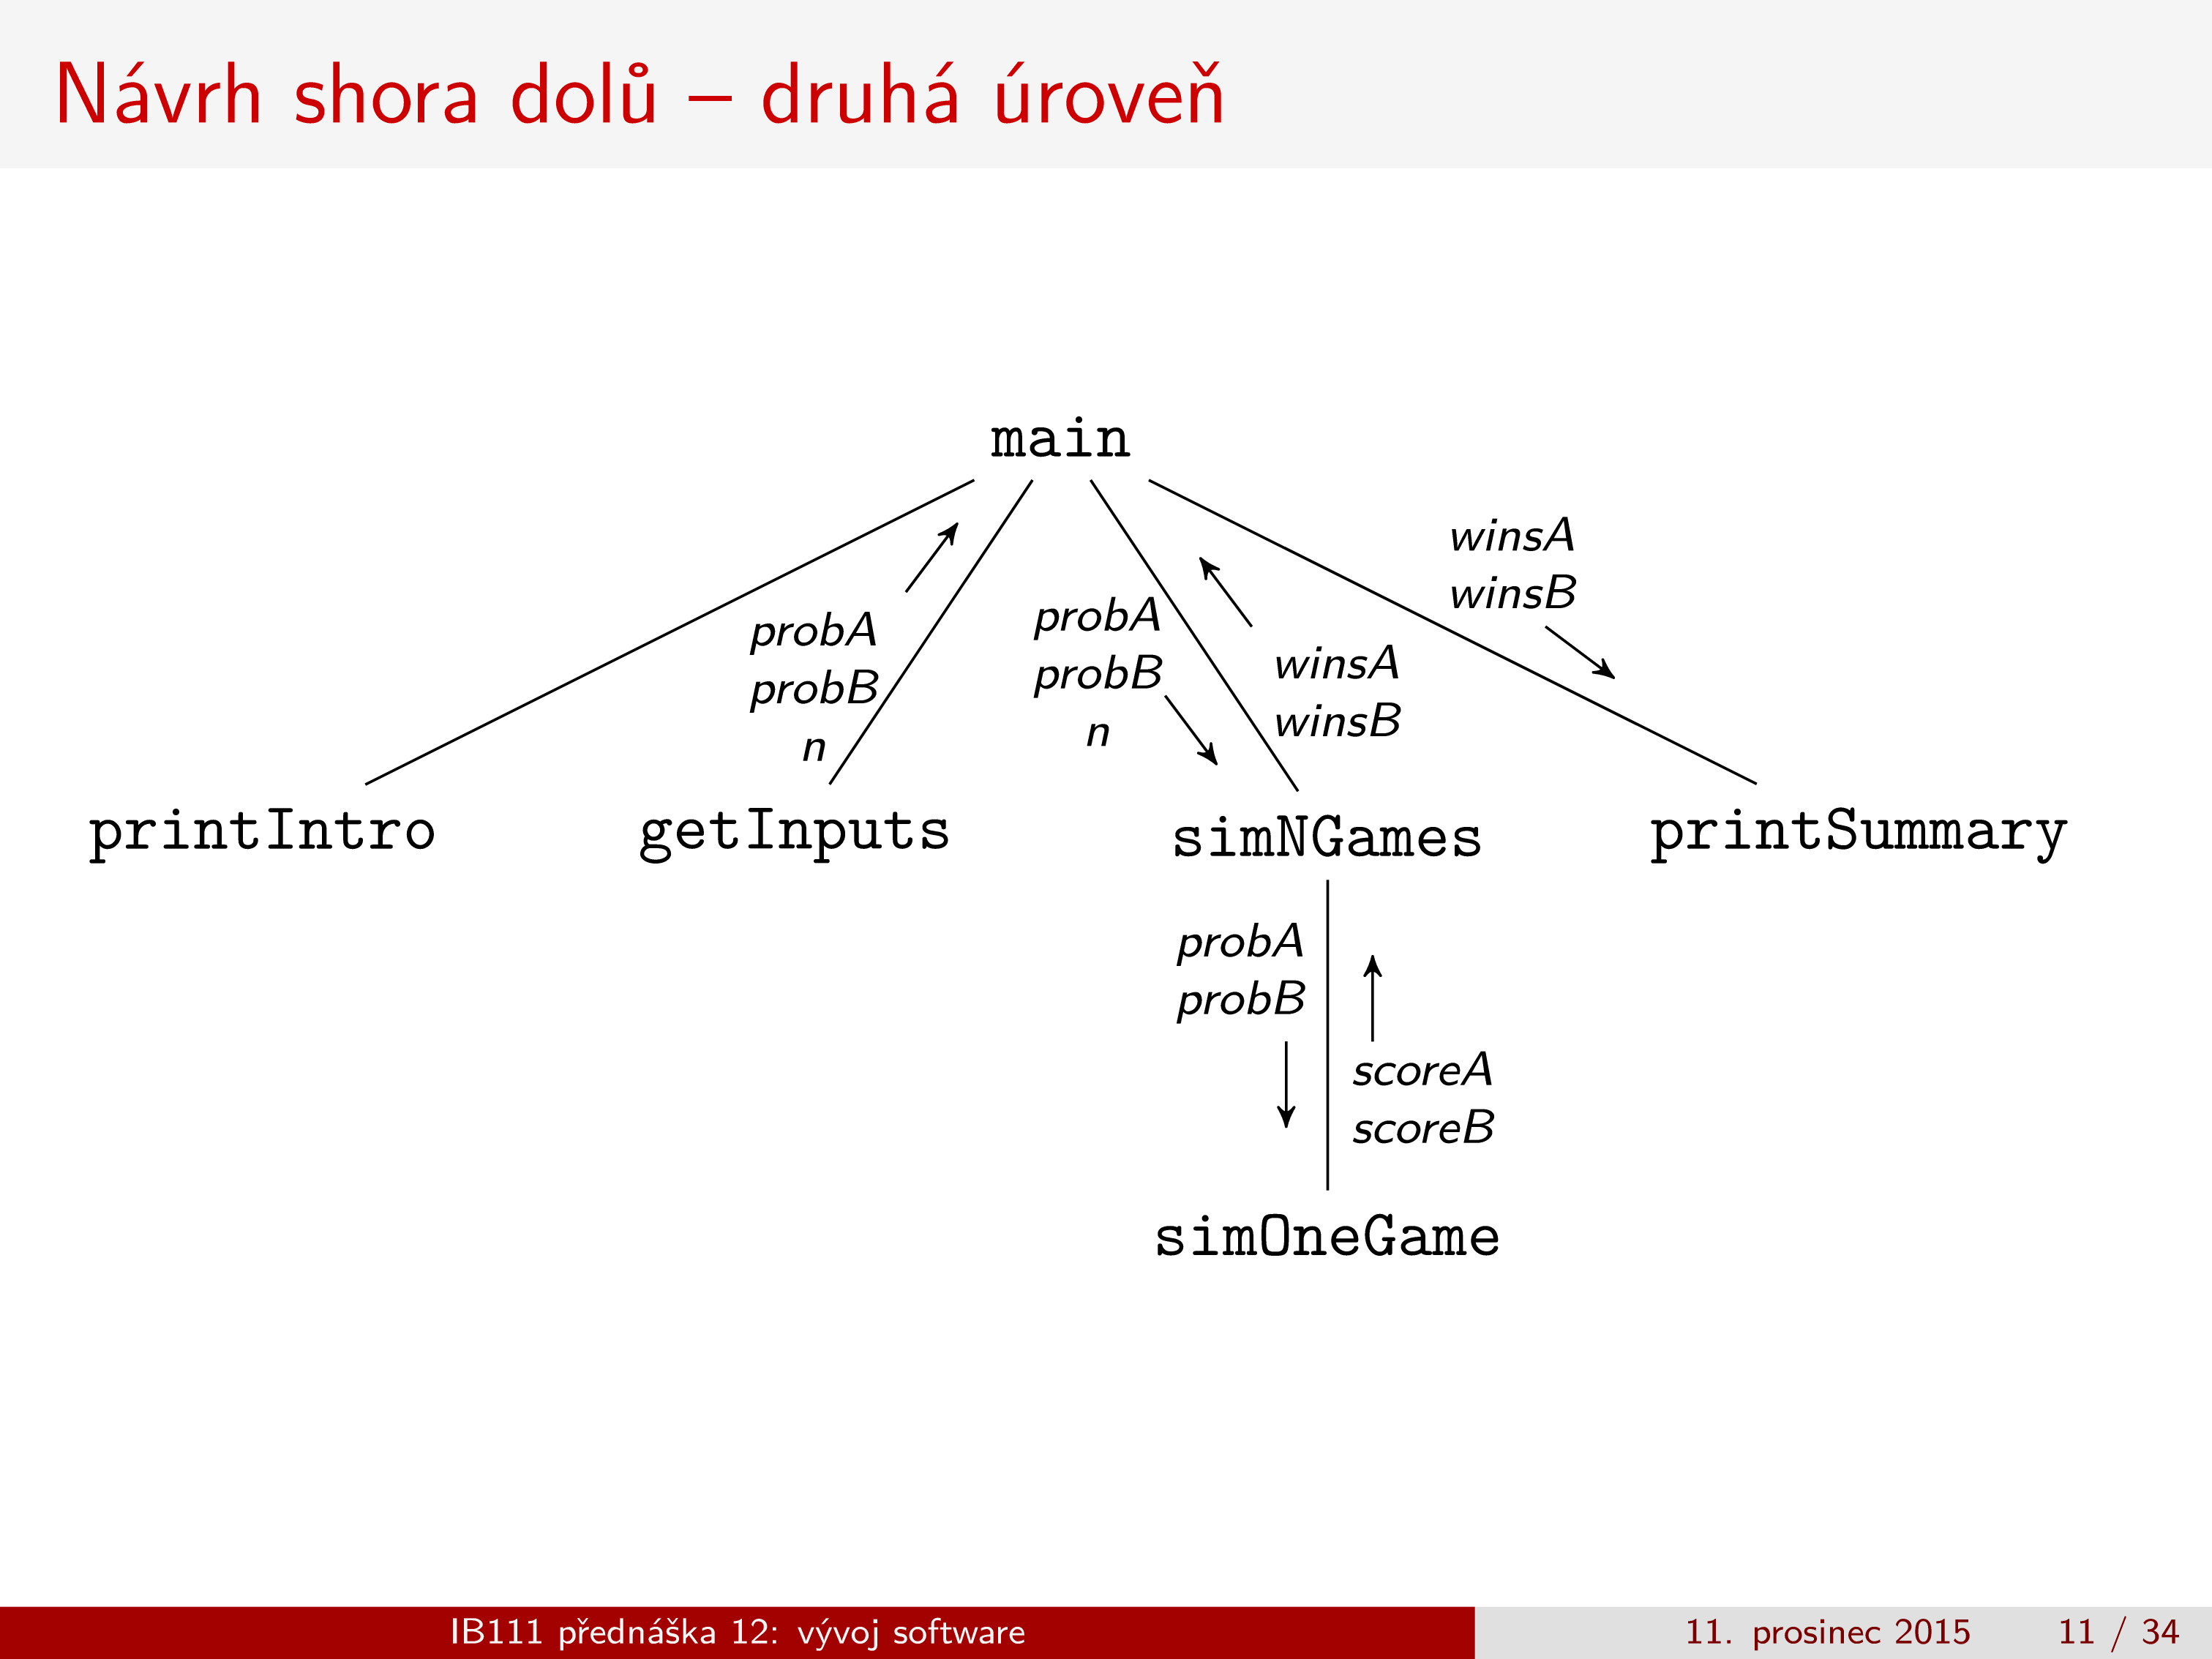 Návrh shora dolů – druhá úroveň
main
probA
probB
n
probA
probB
n
winsA
winsB
winsA
winsB
printIntro
getInputs
simNGames
printSummary
probA
probB
scoreA
scoreB
simOneGame
IB111 přednáška 12: vývoj software
11. prosinec 2015
11 / 34